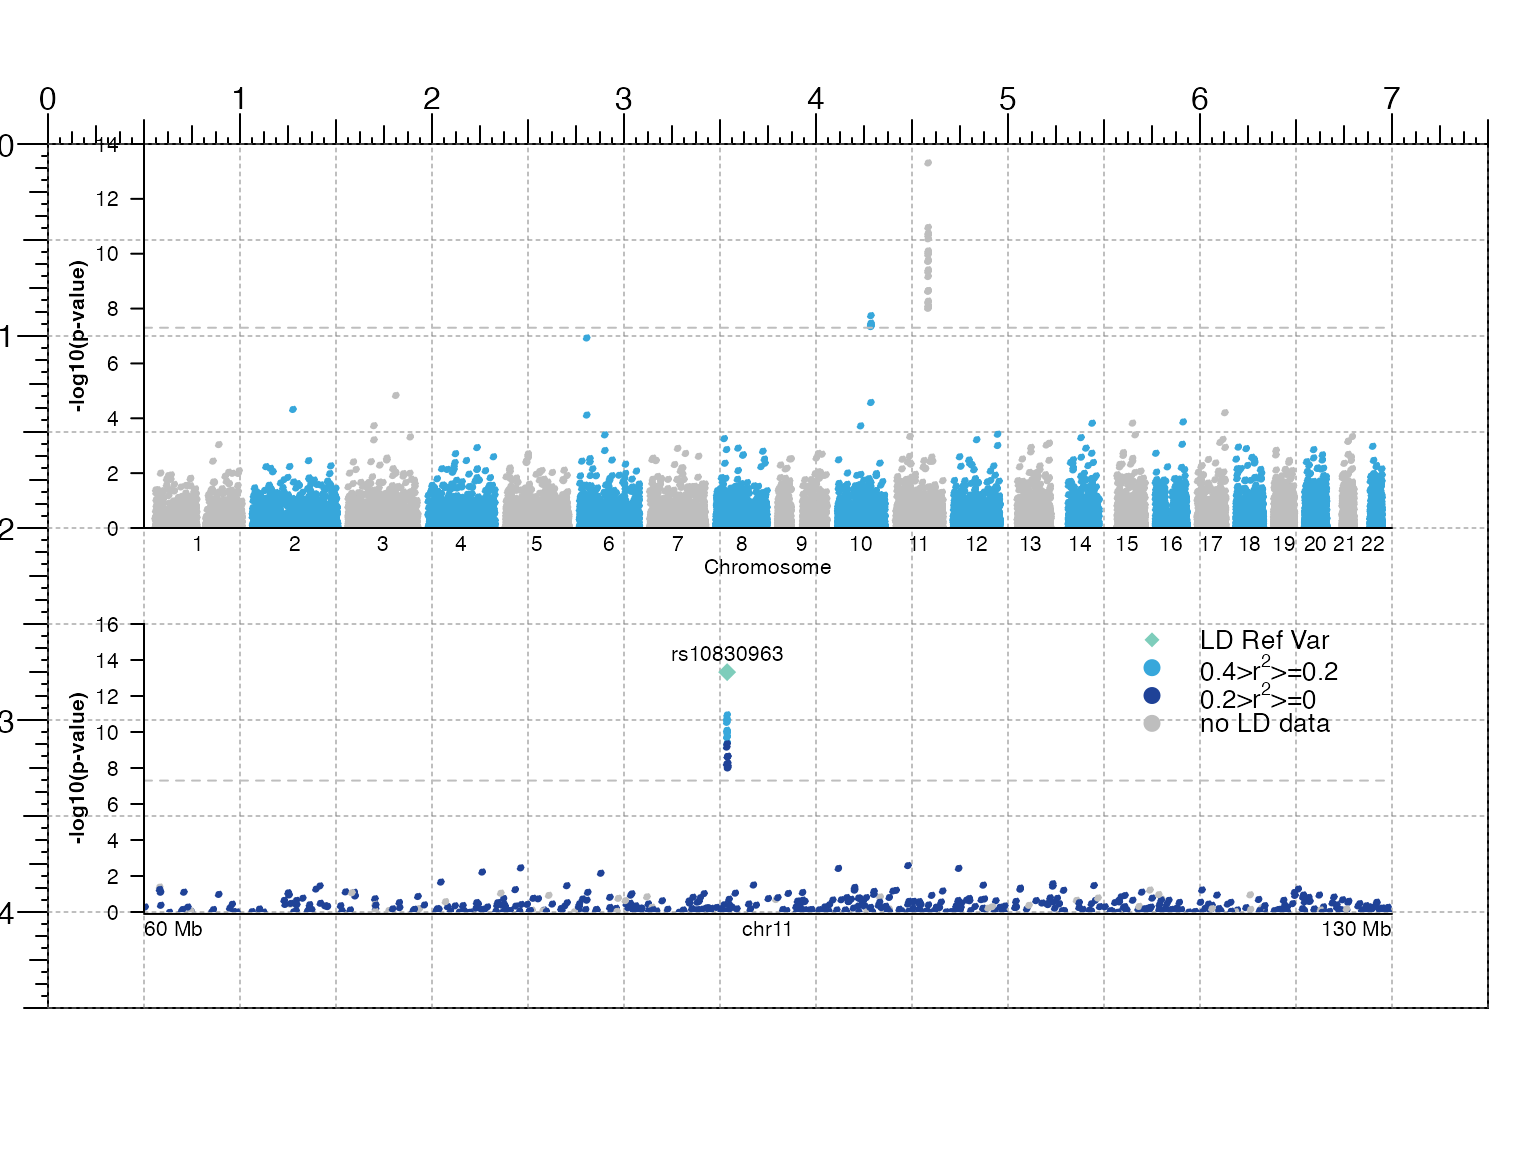 0 1 2 3 4 5 6 7
0
1
2
3
4
14
12
10
8
6
4
2
0
-log10(p-value)
1 2 3 4 5 6 7 8 9 10 11 12 13 14 15 16 17 18 19 20 21 22
Chromosome
16
14
12
10
8
6
4
2
0
-log10(p-value)
rs10830963
LD Ref Var
0.4>r²>=0.2
0.2>r²>=0
no LD data
60 Mb chr11 130 Mb